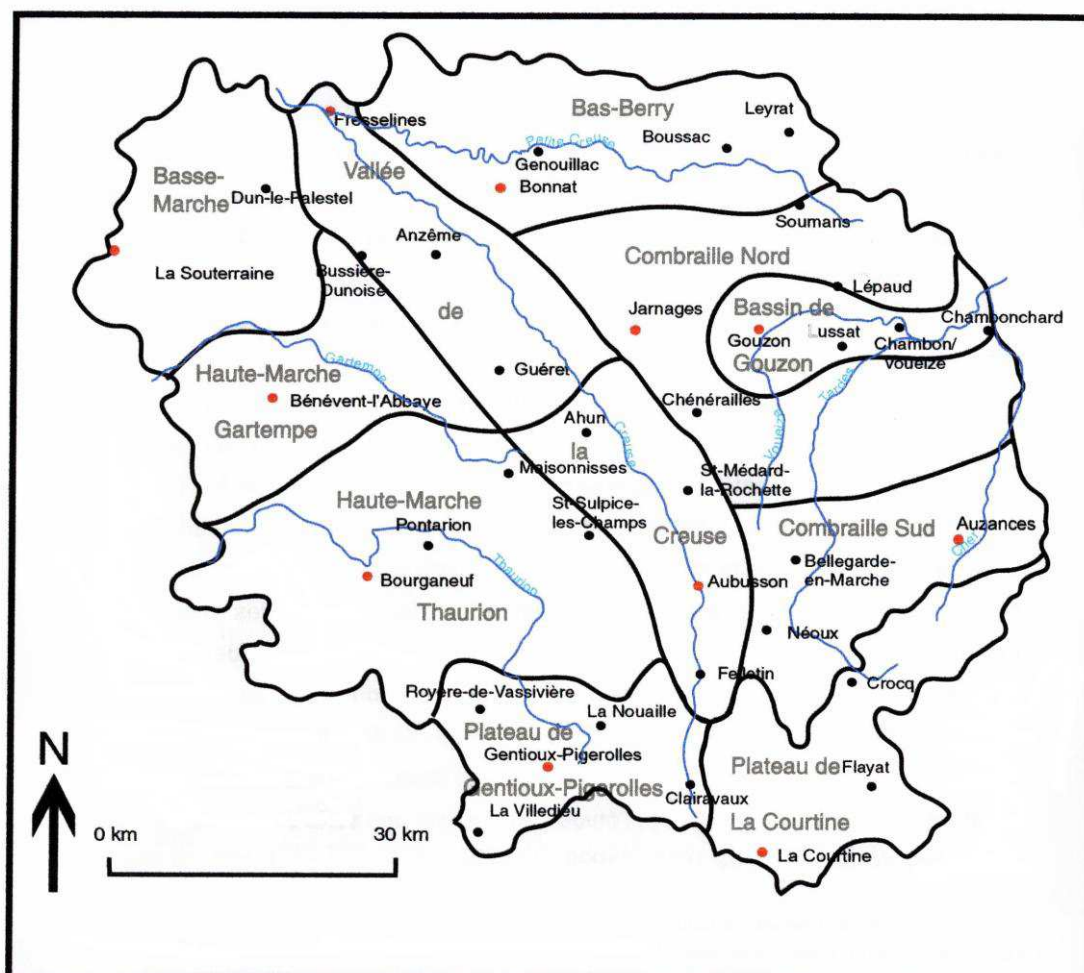 Bas-Berry
Leyrat
Fresselines
Petite Creuse
Boussac
Genouillac
Vallée
Bonnat
Basse-
Marche
Dun-le-Palestel
Soumans
Anzême
La Souterraine
Bussière-
Dunoise
Combraille Nord
Lépaud
de
Jarnages
Bassin de
Gouzon
Lussat
Chambonchard
Chambon/
Voueize
Gouzon
Gartempe
Guéret
Haute-Marche
Bénévent-l'Abbaye
Gartempe
Tardes
Chénérailles
Ahun
la
Creuse
Voueize
Maisonnisses
St-Médard-
la-Rochette
Haute-Marche
St-Sulpice-
les-Champs
Pontarion
Creuse
Combraille Sud
Auzances
Cher
Thaurion
Bellegarde-
en-Marche
Bourganeuf
Aubusson
Thaurion
Néoux
Felletin
Crocq
Royère-de-Vassivière
La Nouaille
Plateau de
Gentioux-Pigerolles
Gentioux-Pigerolles
Plateau de
Flayat
Clairavaux
La Villedieu
La Courtine
La Courtine
N
0 km
30 km